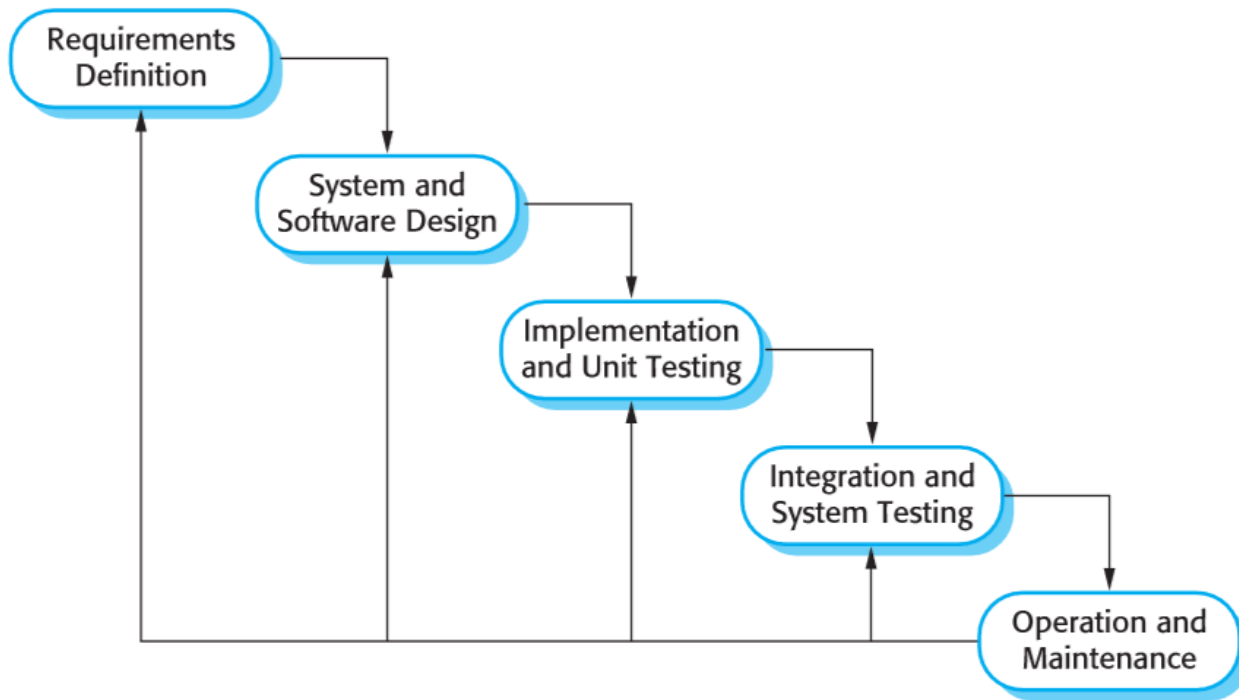 Requirements
Definition
System and
Software Design
Implementation
and Unit Testing
Integration and
System Testing
Operation and
Maintenance